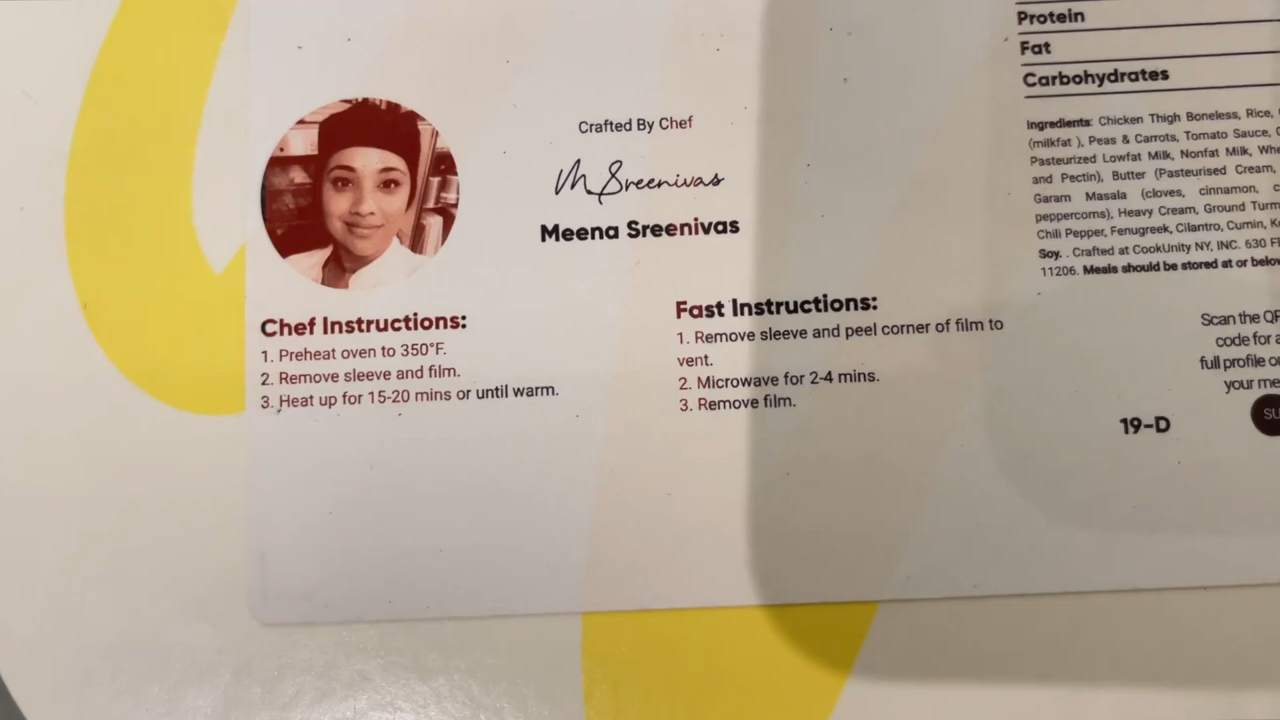 Protein
Fat
Carbohydrates
Ingredients: Chicken Thigh Boneless, Rice,
(milkfat ), Peas & Carrots, Tomato Sauce,
Pasteurized Lowfat Milk, Nonfat Milk,
and Pectin), Butter (Pasteurised Cream,
Garam Masala (cloves, cinnamon,
peppercorns), Heavy Cream, Ground
Chili Pepper, Fenugreek, Cilantro, Cumin,
Soy. . Crafted at CookUnity NY, INC. 630
11206. Meals should be stored at or
Crafted By Chef
M Sreenivas
Meena Sreenivas
Chef Instructions:
1. Preheat oven to 350°F.
2. Remove sleeve and film.
3. Heat up for 15-20 mins or until warm.
Fast Instructions:
1. Remove sleeve and peel corner of film to
vent.
2. Microwave for 2-4 mins.
3. Remove film.
Scan the
code for
full profile
your
19-D